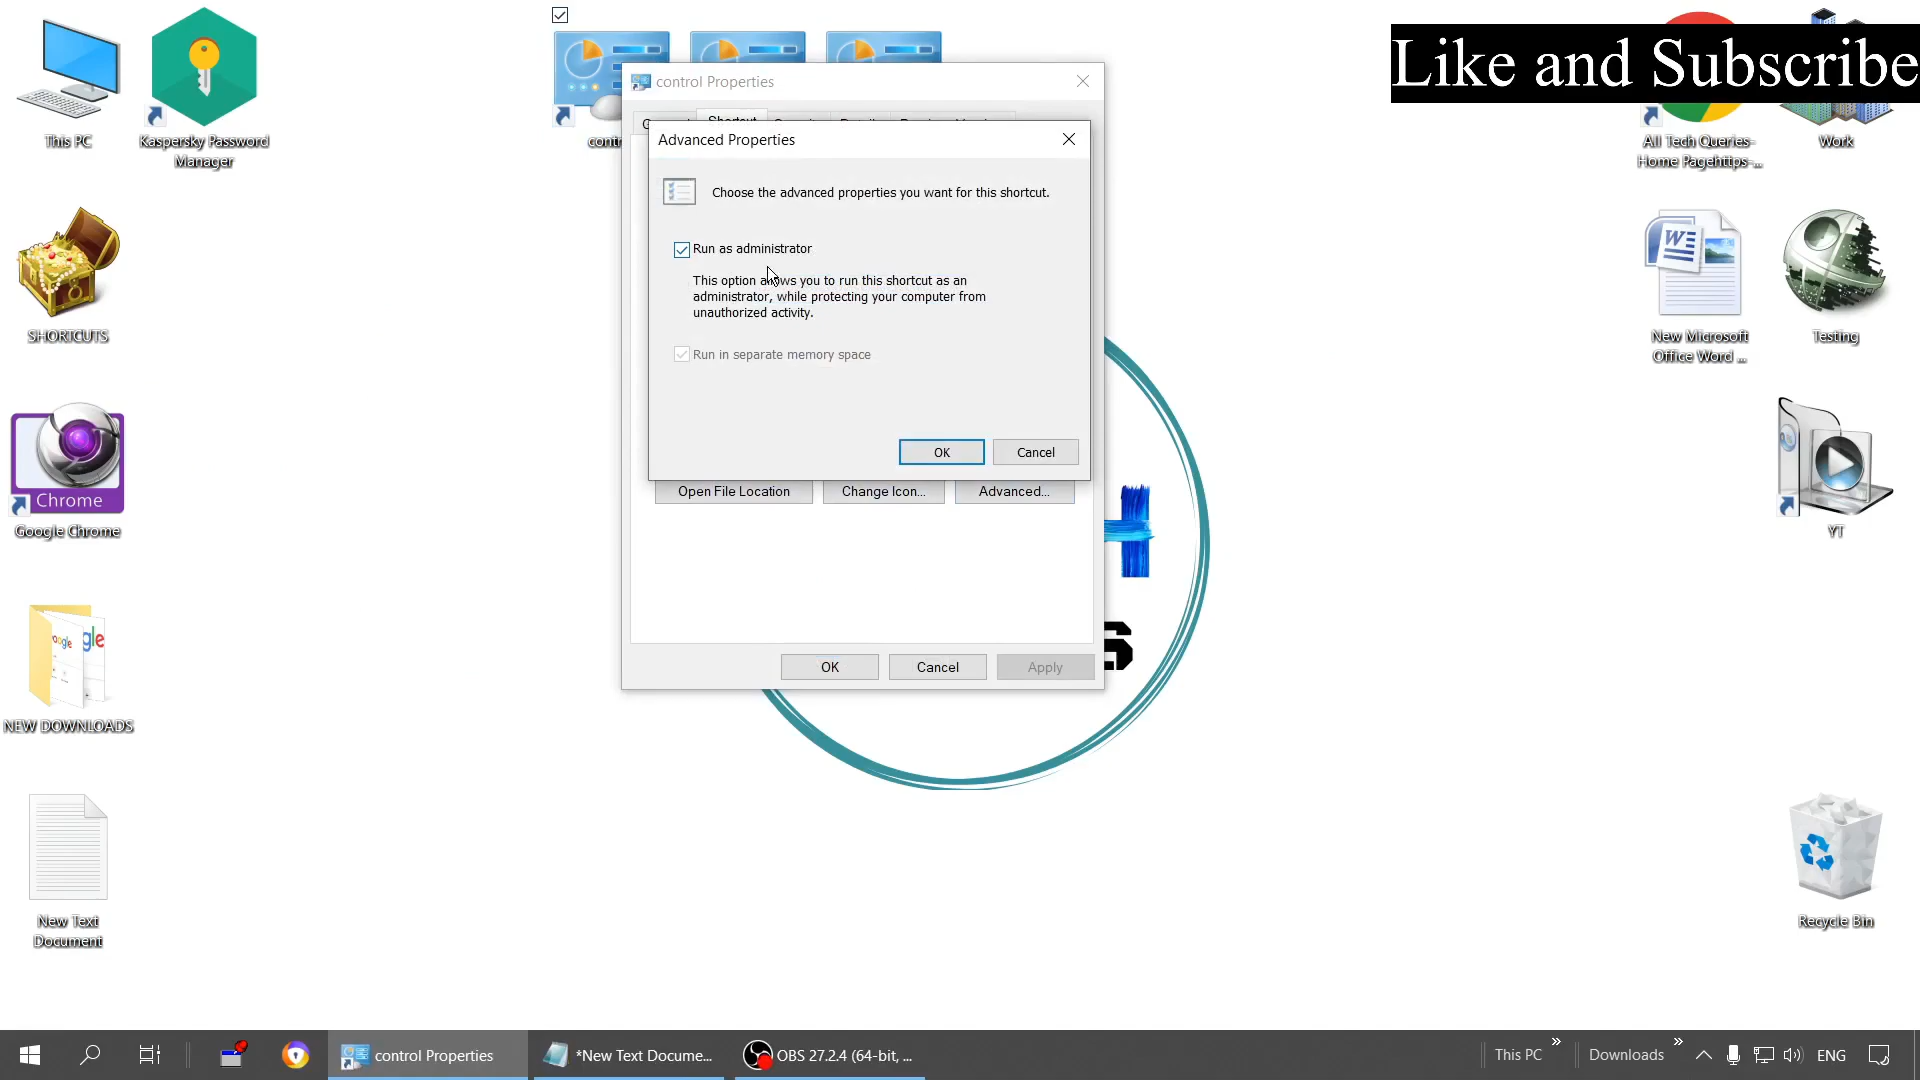 Like and Subscribe
control Properties
Advanced Properties
Choose the advanced properties you want for this shortcut.
Run as administrator
This option allows you to run this shortcut as an
administrator, while protecting your computer from
unauthorized activity.
Run in separate memory space
OK
Cancel
Open File Location
Change Icon...
Advanced...
OK
Cancel
Apply
This PC
Kaspersky Password
Manager
SHORTCUTS
Chrome
Google Chrome
NEW DOWNLOADS
New Text
Document
All Tech Queries-
Home Pagehttps-...
Work
New Microsoft
Office Word ...
Testing
YT
Recycle Bin
control Properties
*New Text Docume...
OBS 27.2.4 (64-bit, ...
This PC
Downloads
ENG